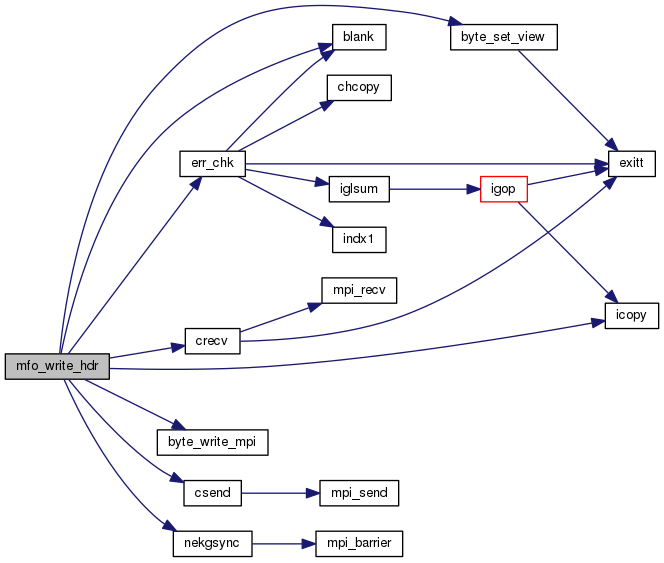 blank
byte_set_view
chcopy
err_chk
exitt
iglsum
igop
indx1
mpi_recv
icopy
crecv
mfo_write_hdr
byte_write_mpi
csend
mpi_send
nekgsync
mpi_barrier